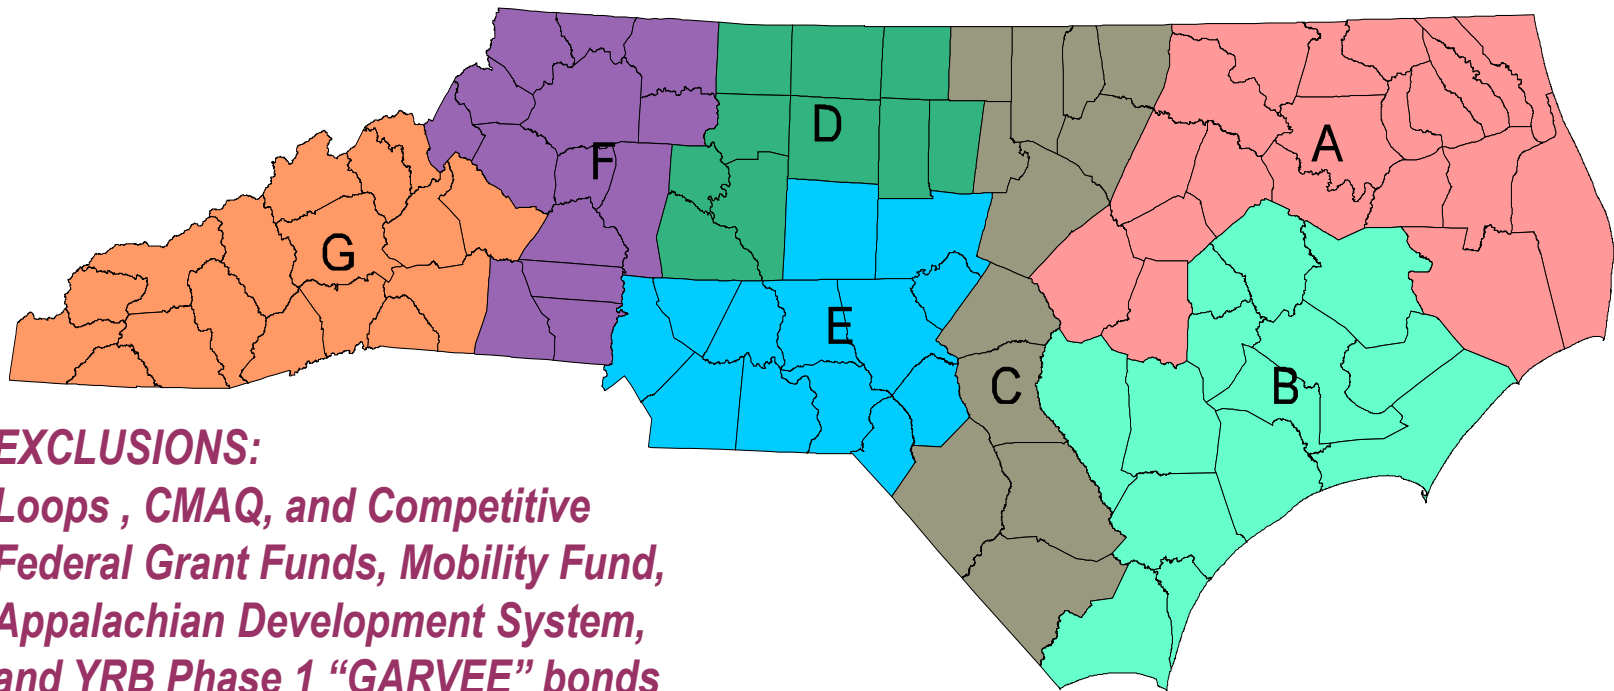 D
A
F
G
E
C
B
EXCLUSIONS:
Loops , CMAQ, and Competitive
Federal Grant Funds, Mobility Fund,
Appalachian Development System,
and YRB Phase 1 “GARVEE” bonds